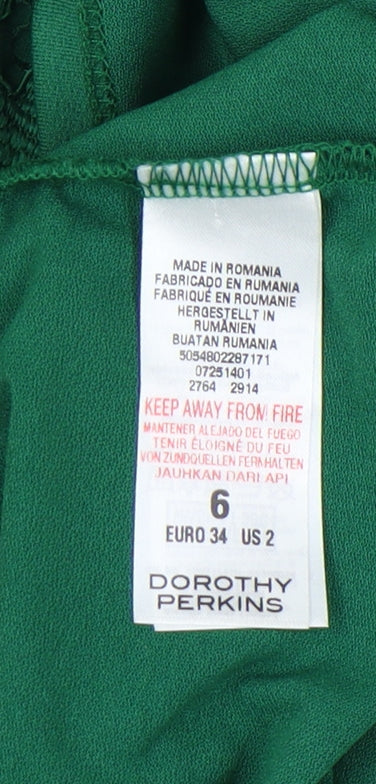 MADE IN ROMANIA
FABRICADO EN RUMANIA
FABRIQUÉ EN ROUMANIE
HERGESTELLT IN
RUMÄNIEN
BUATAN RUMANIA
5054802297171
07251401
2764 2914
KEEP AWAY FROM FIRE
MANTENER ALEJADO DEL FUEGO
TENIR ÉLOIGNÉ DU FEU
VON ZUNDQUELLEN FERNHALTEN
JAUHKAN DARI API
6
EURO 34 US 2
DOROTHY
PERKINS